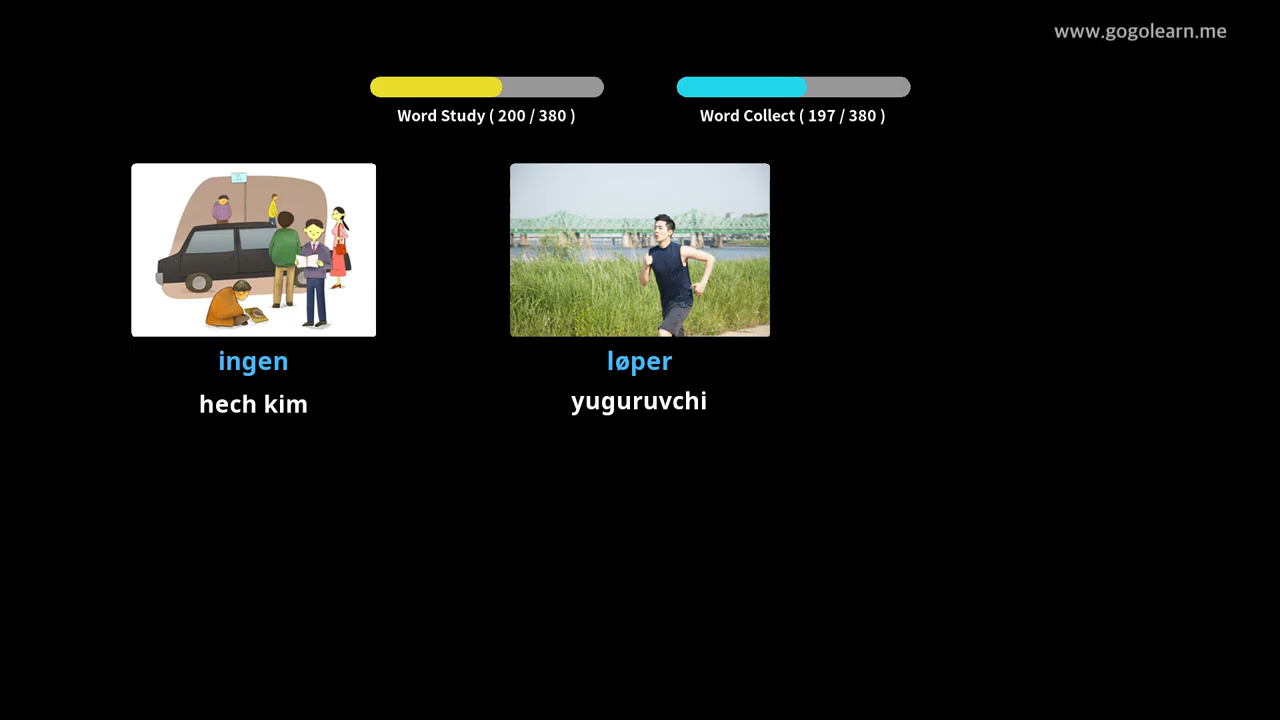 www.gogolearn.me
Word Study ( 200 / 380 )
Word Collect ( 197 / 380 )
ingen
hech kim
løper
yuguruvchi